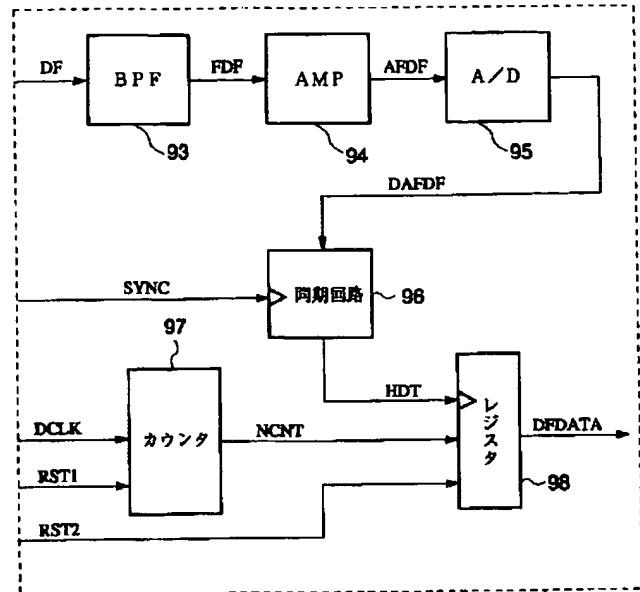 DF
BPF
FDF
AMP
AFDF
A/D
93
94
95
DAFDF
SYNC
同期回路
96
97
HDT
DCLK
カウンタ
NCNT
レジスタ
DFDATA
RST1
98
RST2